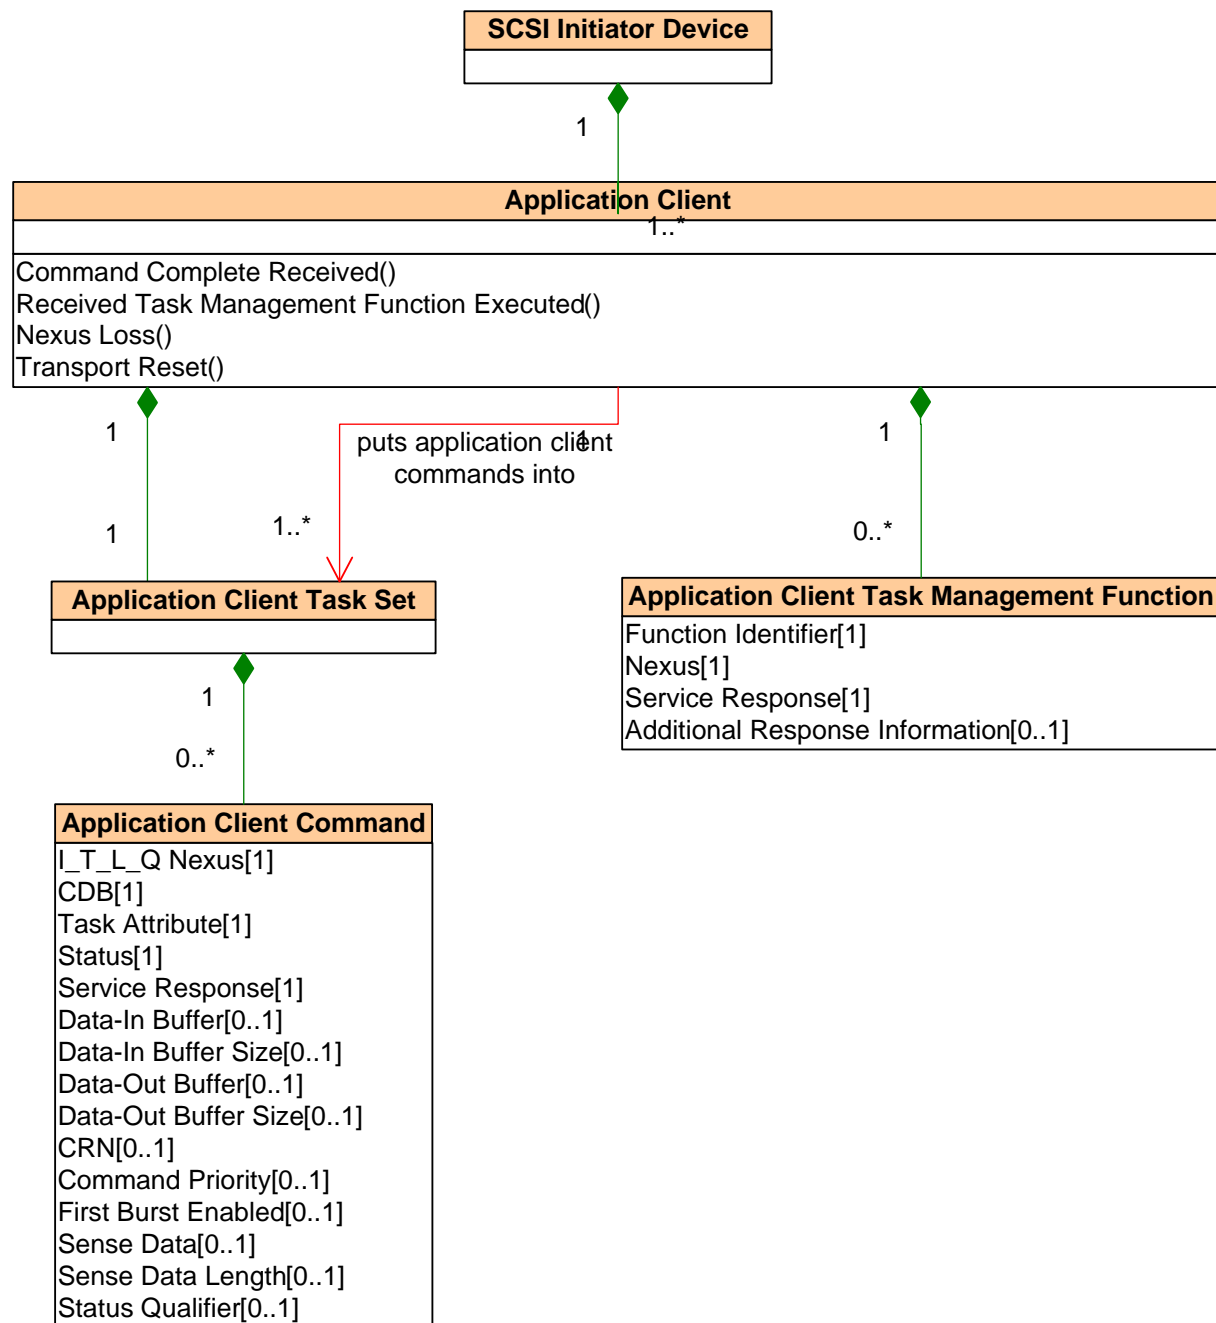 SCSI Initiator Device
1
Application Client
1..*
Command Complete Received()
Received Task Management Function Executed()
Nexus Loss()
Transport Reset()
1
puts application client
1
commands into
1
1
1..*
0..*
Application Client Task Set
Application Client Task Management Function
Function Identifier[1]
Nexus[1]
Service Response[1]
Additional Response Information[0..1]
1
0..*
Application Client Command
I_T_L_Q Nexus[1]
CDB[1]
Task Attribute[1]
Status[1]
Service Response[1]
Data-In Buffer[0..1]
Data-In Buffer Size[0..1]
Data-Out Buffer[0..1]
Data-Out Buffer Size[0..1]
CRN[0..1]
Command Priority[0..1]
First Burst Enabled[0..1]
Sense Data[0..1]
Sense Data Length[0..1]
Status Qualifier[0..1]